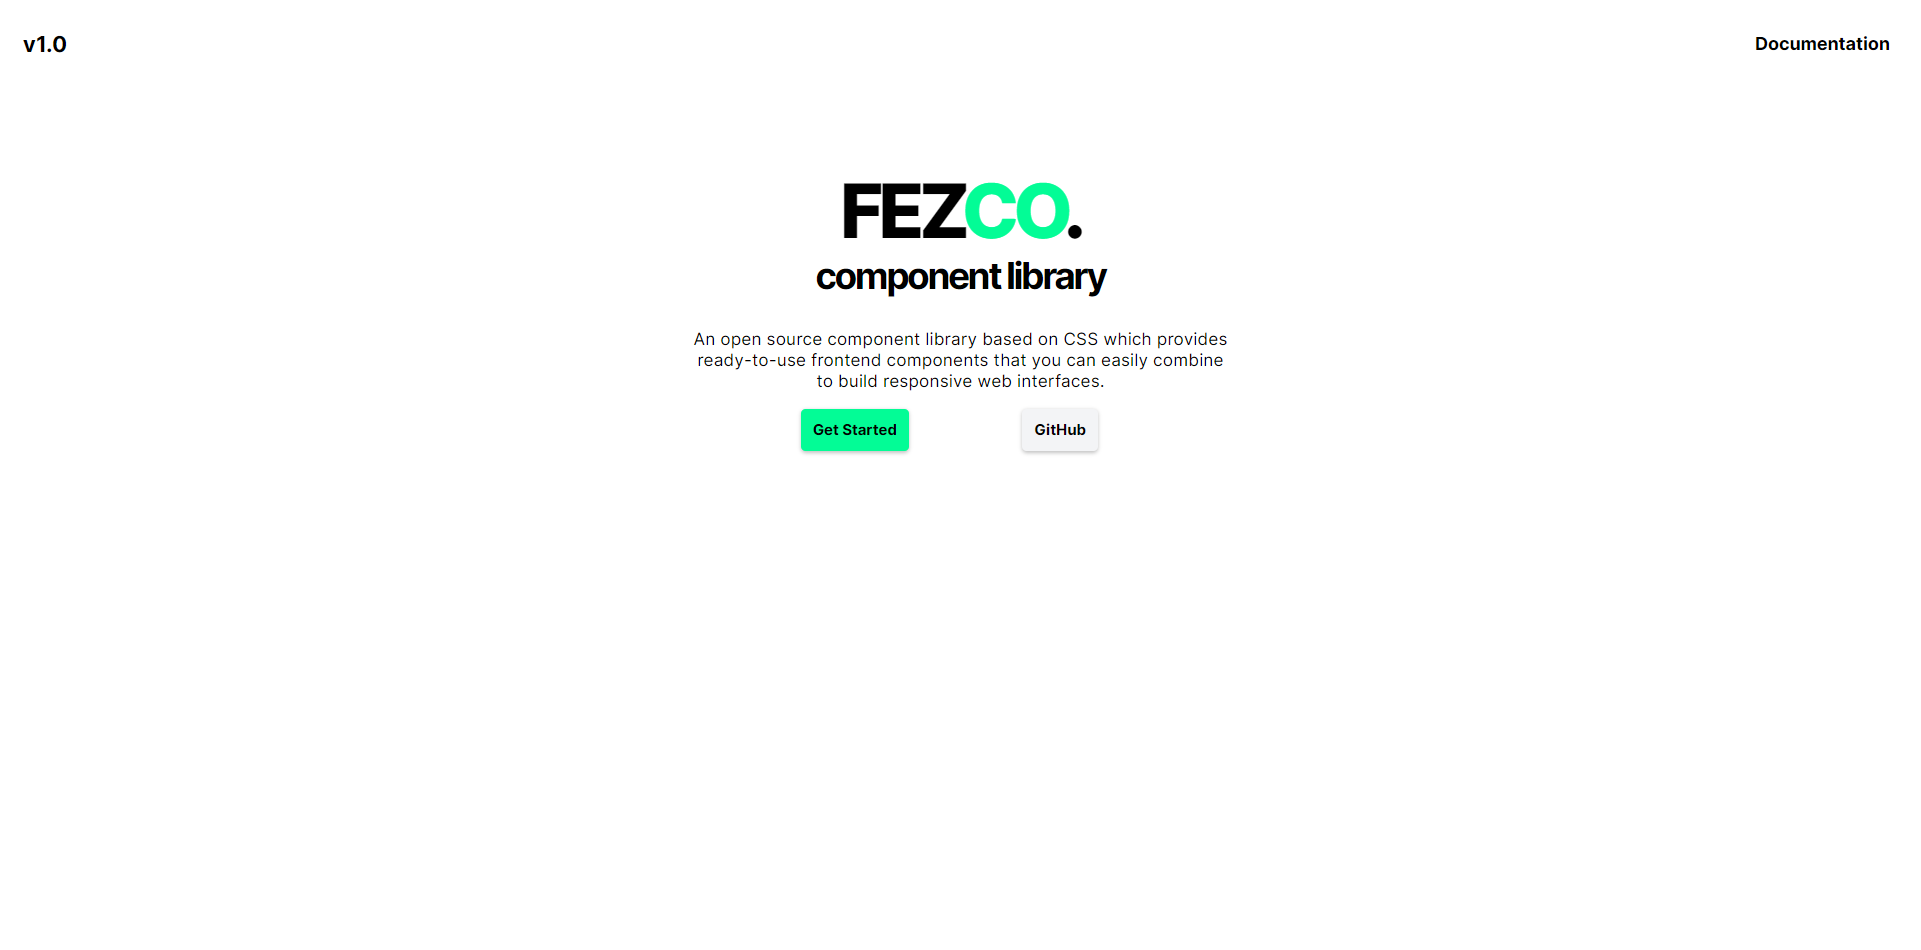 v1.0
Documentation
FEZCO.
component library
An open source component library based on CSS which provides
ready-to-use frontend components that you can easily combine
to build responsive web interfaces.
Get Started
GitHub